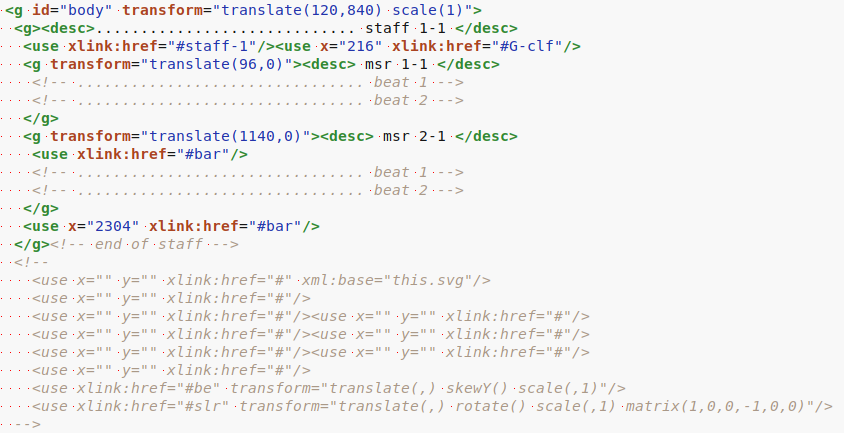 <g id="body" transform="translate(120,840) scale(1)">
 <g><desc>............................. staff 1-1 </desc>
  <use xlink:href="#staff-1"/><use x="216" xlink:href="#G-clf"/>
  <g transform="translate(96,0)"><desc> msr 1-1 </desc>
   <!-- ................................ beat 1 -->
   <!-- ................................ beat 2 -->
  </g>
  <g transform="translate(1140,0)"><desc> msr 2-1 </desc>
   <use xlink:href="#bar"/>
   <!-- ................................ beat 1 -->
   <!-- ................................ beat 2 -->
  </g>
  <use x="2304" xlink:href="#bar"/>
 </g><!-- end of staff -->
 <!--
   <use x="" y="" xlink:href="#" xml:base="this.svg"/>
   <use x="" y="" xlink:href="#"/>
   <use x="" y="" xlink:href="#"/><use x="" y="" xlink:href="#"/>
   <use x="" y="" xlink:href="#"/><use x="" y="" xlink:href="#"/>
   <use x="" y="" xlink:href="#"/><use x="" y="" xlink:href="#"/>
   <use x="" y="" xlink:href="#"/>
   <use xlink:href="#be" transform="translate(,) skewY() scale(,1)"/>
   <use xlink:href="#slr" transform="translate(,) rotate() scale(,1) matrix(1,0,0,-1,0,0)"/>
 -->